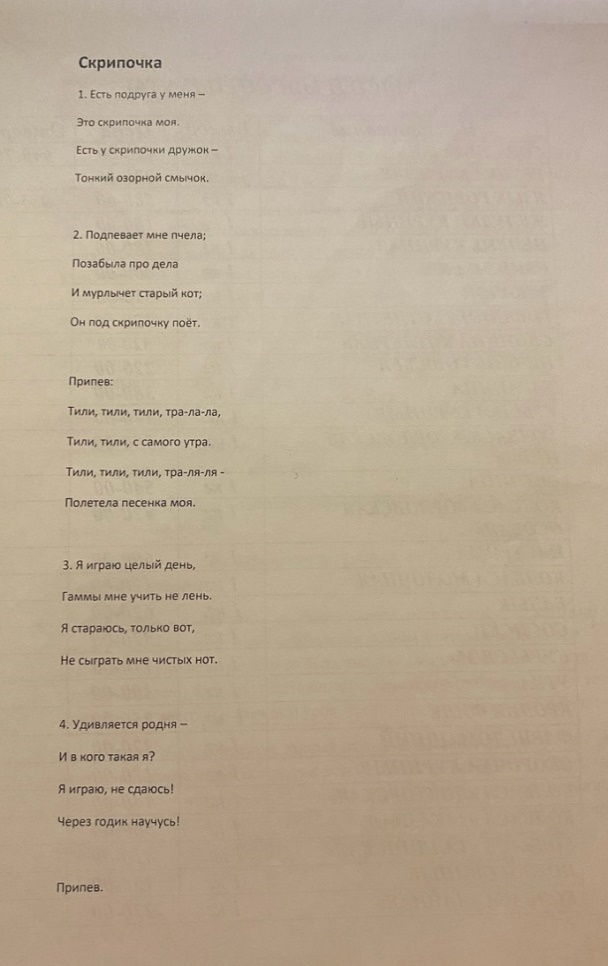 Скрипочка
1. Есть подруга у меня –
Это скрипочка моя.
Есть у скрипочки дружок –
Тонкий озорной смычок.
2. Подпевает мне пчела;
Позабыла про дела
И мурлычет старый кот;
Он под скрипочку поёт.
Припев:
Тили, тили, тили, тра-ла-ла,
Тили, тили, с самого утра.
Тили, тили, тили, тра-ля-ля -
Полетела песенка моя.
3. Я играю целый день,
Гаммы мне учить не лень.
Я стараюсь, только вот,
Не сыграть мне чистых нот.
4. Удивляется родня –
И в кого такая я?
Я играю, не сдаюсь!
Через годик научусь!
Припев.